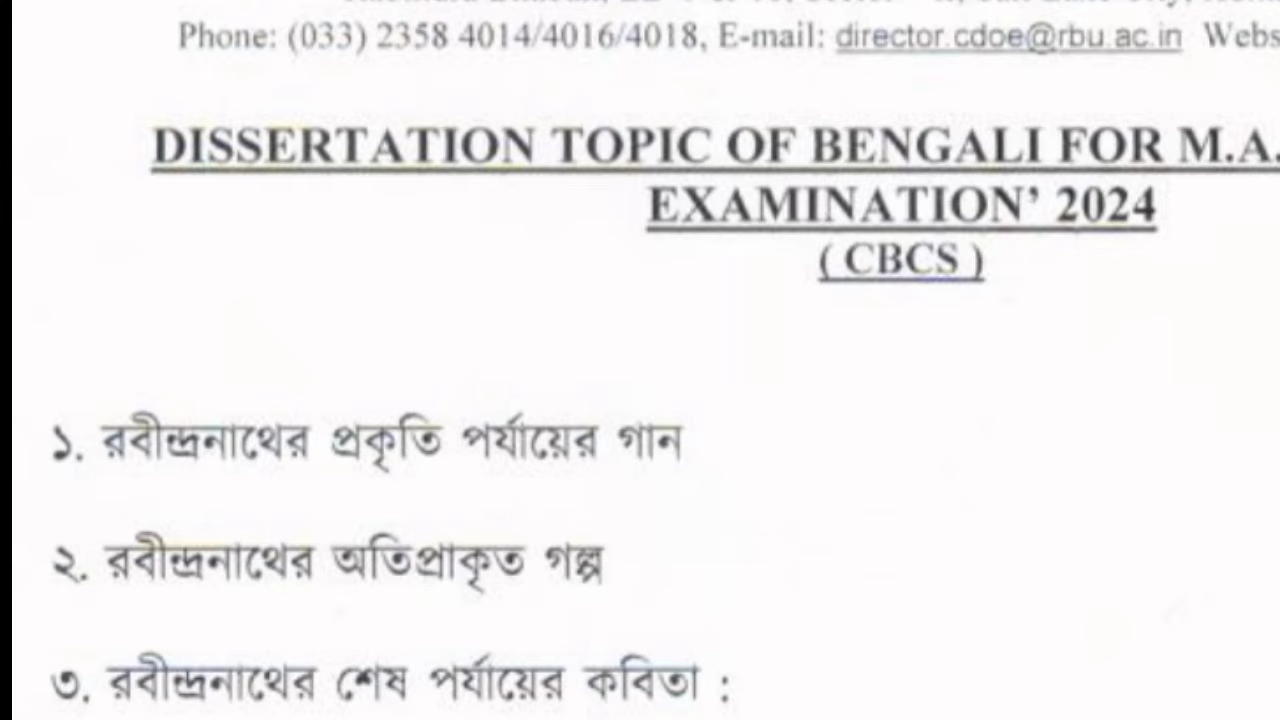 Phone: (033) 2358 4014/4016/4018, E-mail: director.cdoe@rbu.ac.in Webs
DISSERTATION TOPIC OF BENGALI FOR M.A.
EXAMINATION’ 2024
( CBCS )
১. রবীন্দ্রনাথের প্রকৃতি পর্যায়ের গান
২. রবীন্দ্রনাথের অতিপ্রাকৃত গল্প
৩. রবীন্দ্রনাথের শেষ পর্যায়ের কবিতা :